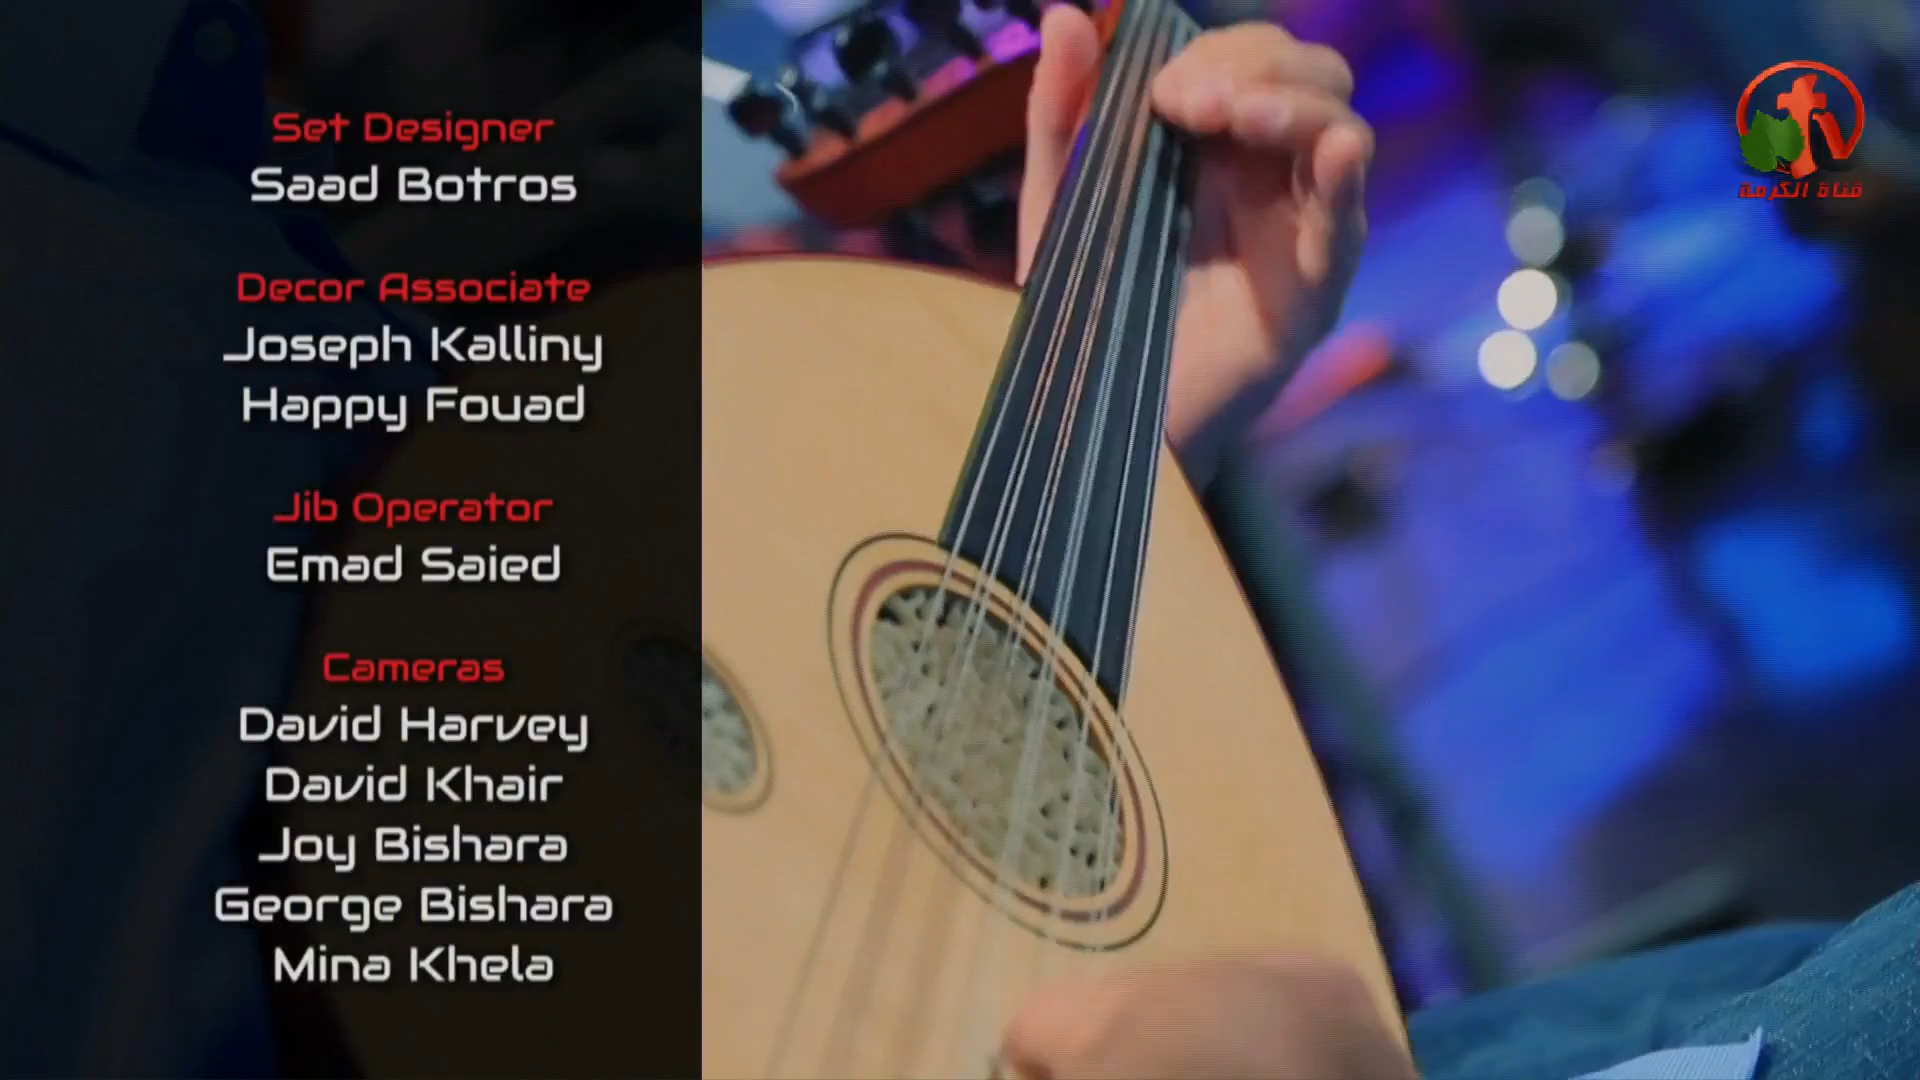 Set Designer
Saad Botros
Decor Associate
Joseph Kalliny
Happy Fouad
Jib Operator
Emad Saied
Cameras
David Harvey
David Khair
Joy Bishara
George Bishara
Mina Khela
tv
قناة الكرمة